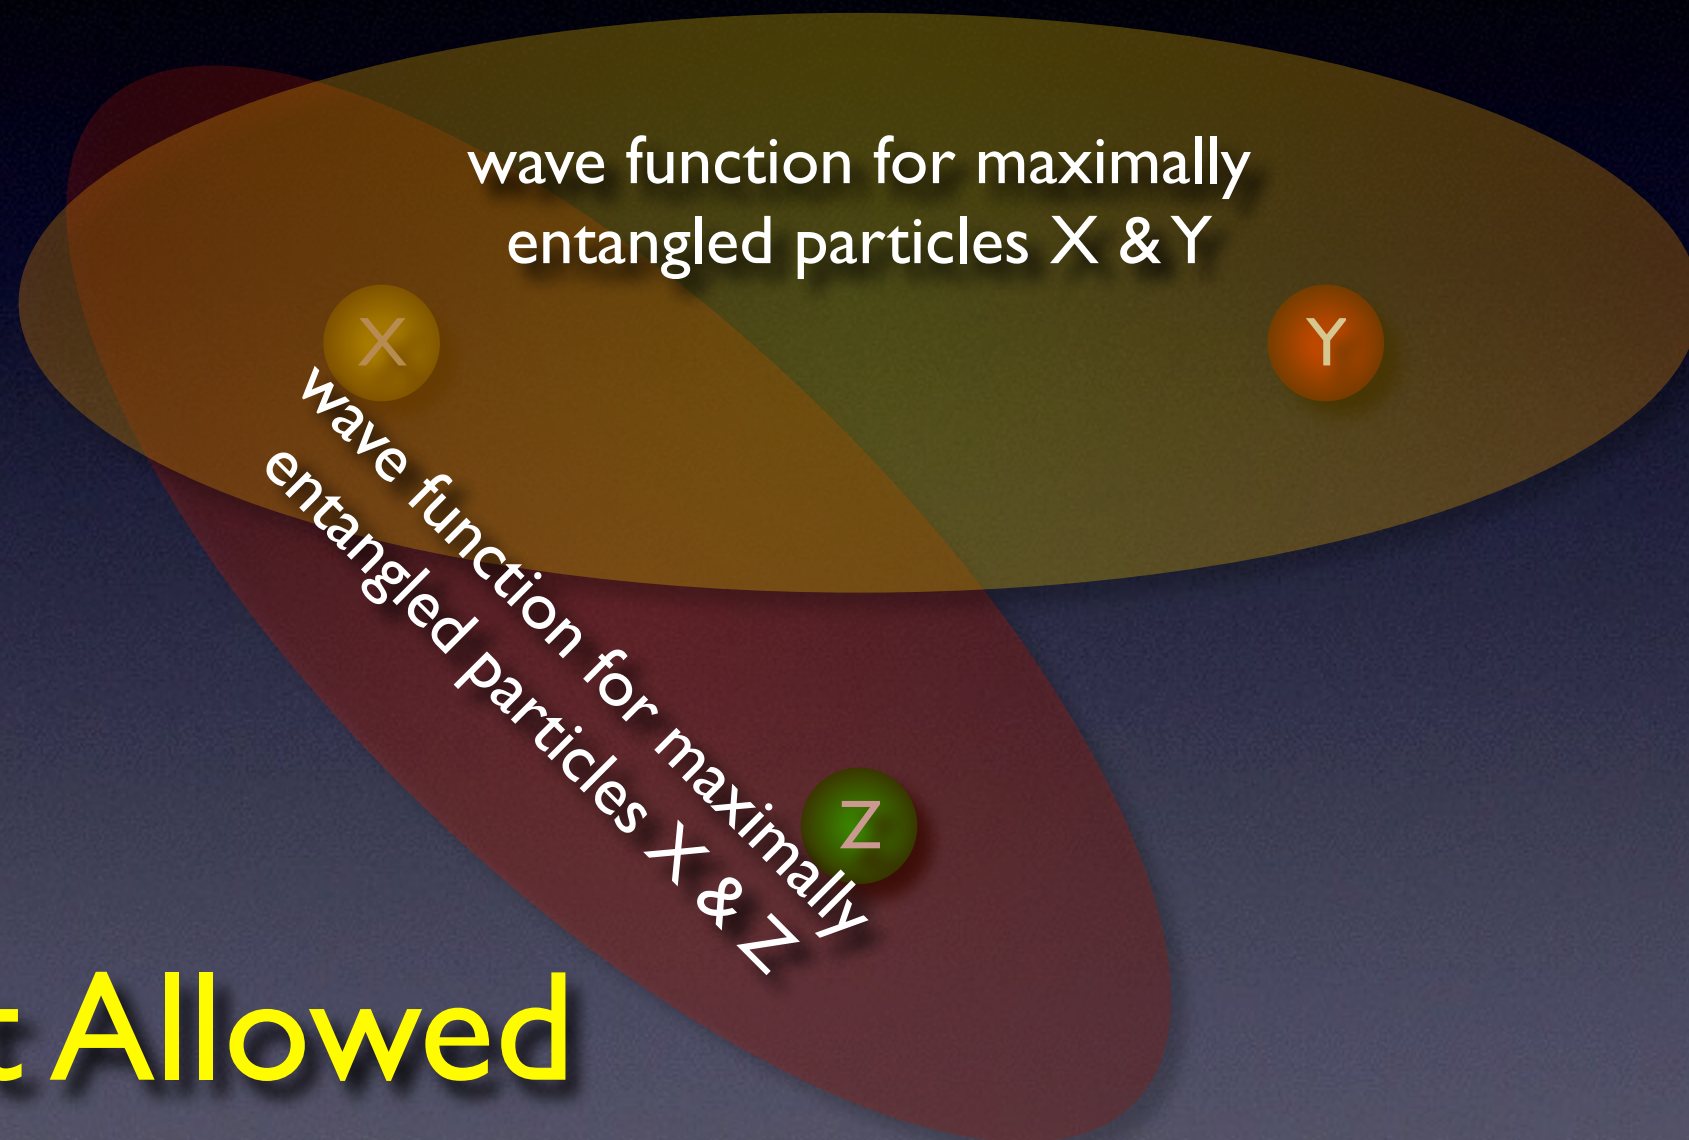 wave function for maximally
entangled particles X & Y
X
Y
wave function for maximally
entangled particles X & Z
Z
t Allowed